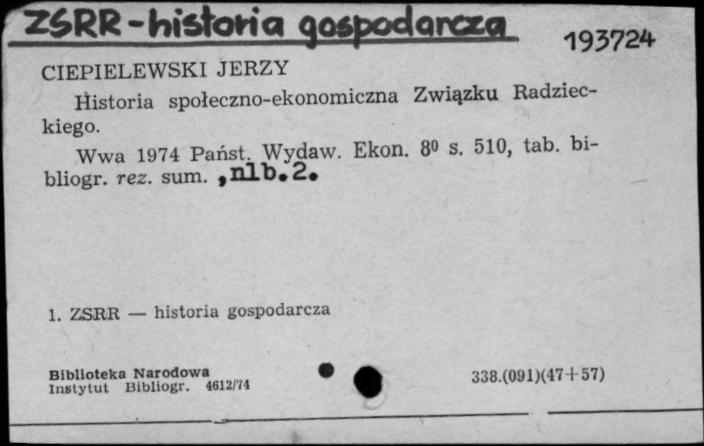 ZSRR - historia gospodarcza
193724
CIEPIELEWSKI JERZY
Historia społeczno-ekonomiczna Związku Radziec-
kiego.
Wwa 1974 Państ. Wydaw. Ekon. 8⁰ s. 510, tab. bi-
bliogr. rez. sum. ,nlb.2.
1. ZSRR — historia gospodarcza
Biblioteka Narodowa
Instytut Bibliogr. 4612/74
338.(091)(47+57)